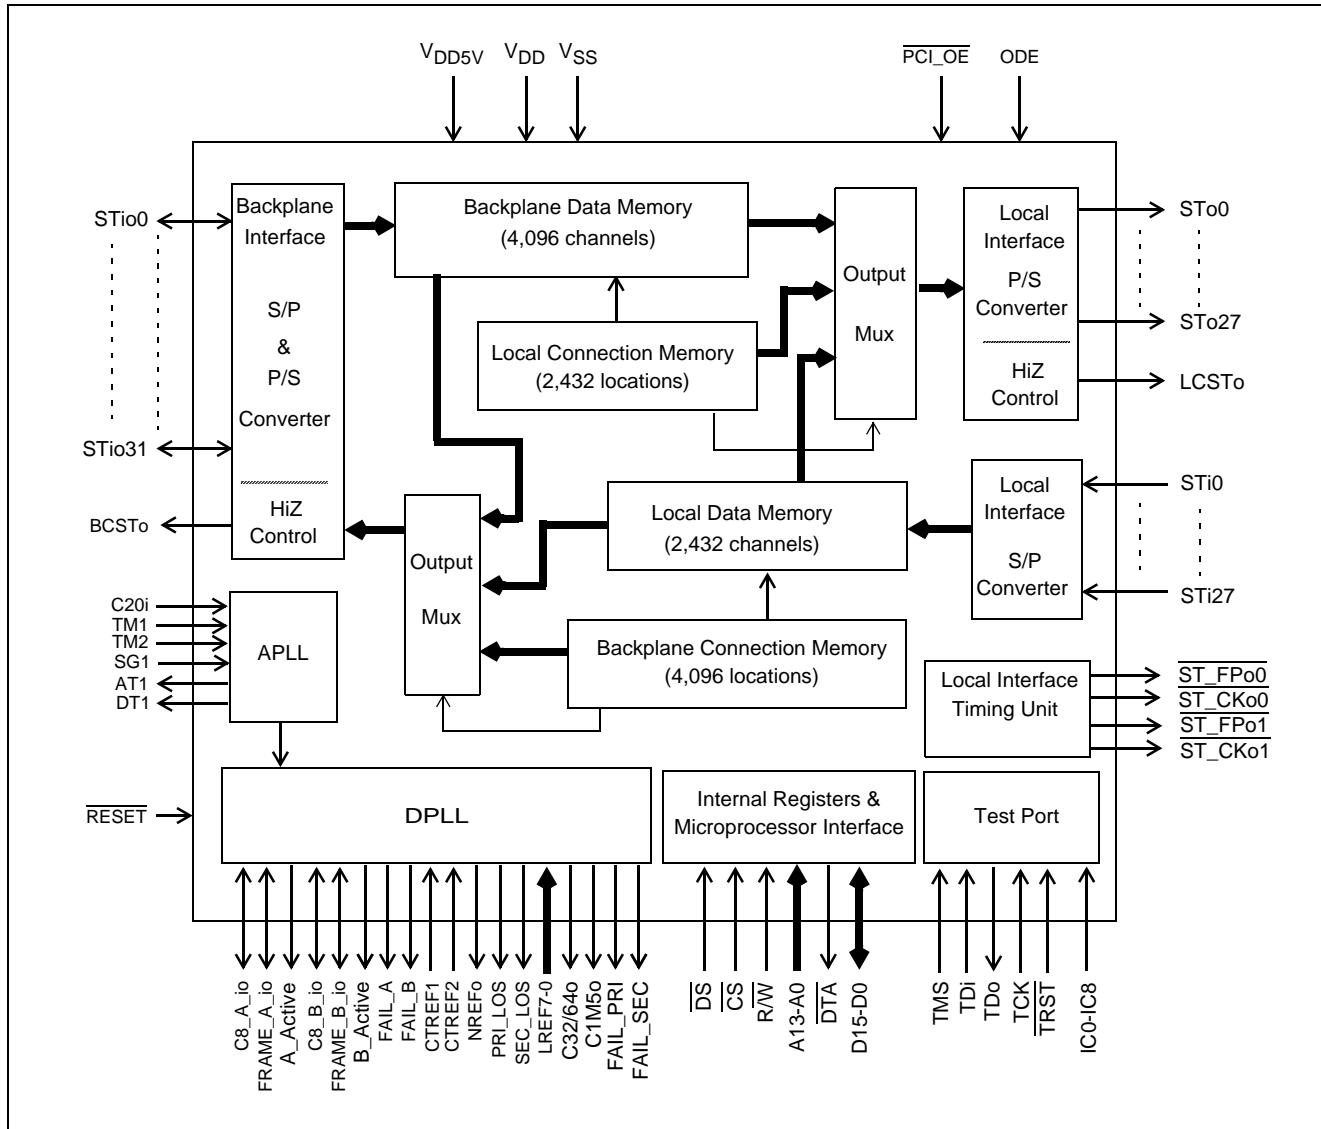 VDD5V VDD VSS PCI_OE ODE
STio0
STio31
BCSTo
C20i
TM1
TM2
SG1
AT1
DT1
RESET
Backplane
Interface
S/P
&
P/S
Converter
HiZ
Control
Backplane Data Memory
(4,096 channels)
Local Connection Memory
(2,432 locations)
Output
Mux
Local
Interface
P/S
Converter
HiZ
Control
STo0
STo27
LCSTo
Local Data Memory
(2,432 channels)
Local
Interface
S/P
Converter
STi0
STi27
Output
Mux
Backplane Connection Memory
(4,096 locations)
APLL
Local Interface
Timing Unit
ST_FPo0
ST_CKo0
ST_FPo1
ST_CKo1
DPLL
Internal Registers &
Microprocessor Interface
Test Port
C8_A_io
FRAME_A_io
A_Active
C8_B_io
FRAME_B_io
B_Active
FAIL_A
FAIL_B
CTREF1
CTREF2
NREFo
PRI_LOS
SEC_LOS
LREF7-0
C32/64o
C1M5o
FAIL_PRI
FAIL_SEC
DS
CS
R/W
A13-A0
DTA
D15-D0
TMS
TDi
TDo
TCK
TRST
IC0-IC8